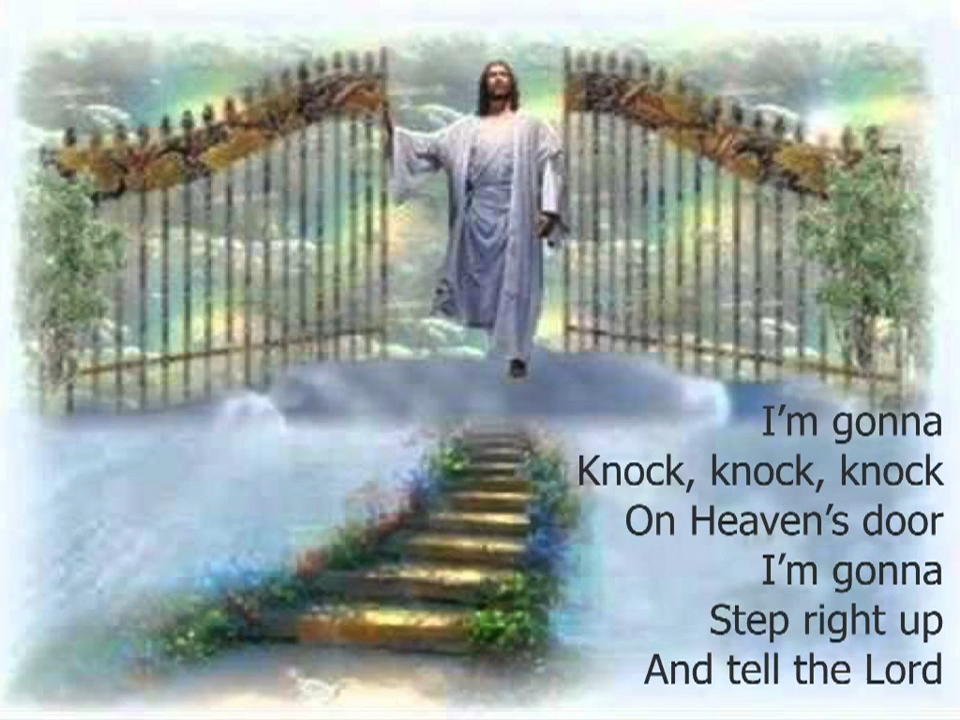 I’m gonna
Knock, knock, knock
On Heaven’s door
I’m gonna
Step right up
And tell the Lord